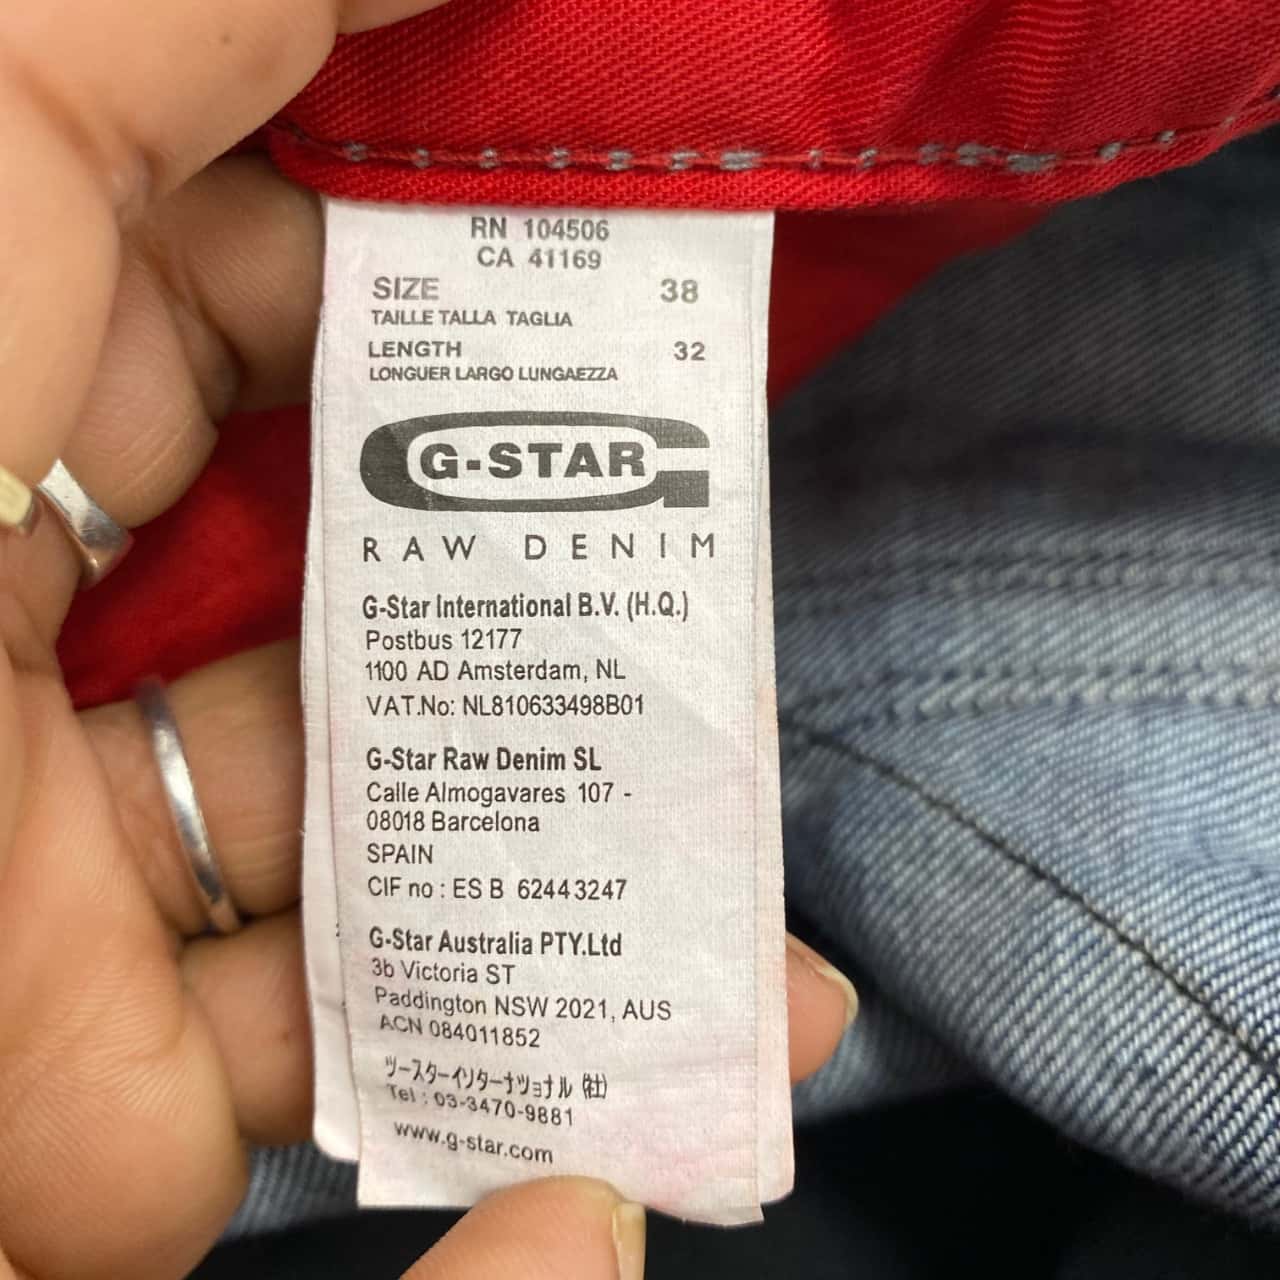 RN 104506
CA 41169
SIZE 38
TAILLE TALLA TAGLIA
LENGTH 32
LONGUER LARGO LUNGAEZZA
G-STAR
RAW DENIM
G-Star International B.V. (H.Q.)
Postbus 12177
1100 AD Amsterdam, NL
VAT.No: NL810633498B01
G-Star Raw Denim SL
Calle Almogavares 107 -
08018 Barcelona
SPAIN
CIF no : ES B 62443247
G-Star Australia PTY.Ltd
3b Victoria ST
Paddington NSW 2021, AUS
ACN 084011852
ツースターインターナツョナル (社)
Tel : 03-3470-9881
www.g-star.com